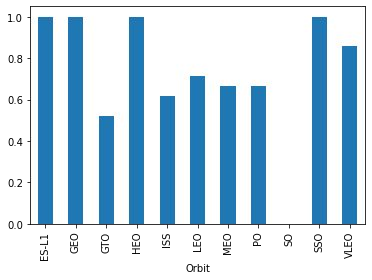 1.0
0.8
0.6
0.4
0.2
0.0
ES-L1
GEO
GTO
HEO
ISS
LEO
MEO
PO
SO
SSO
VLEO
Orbit